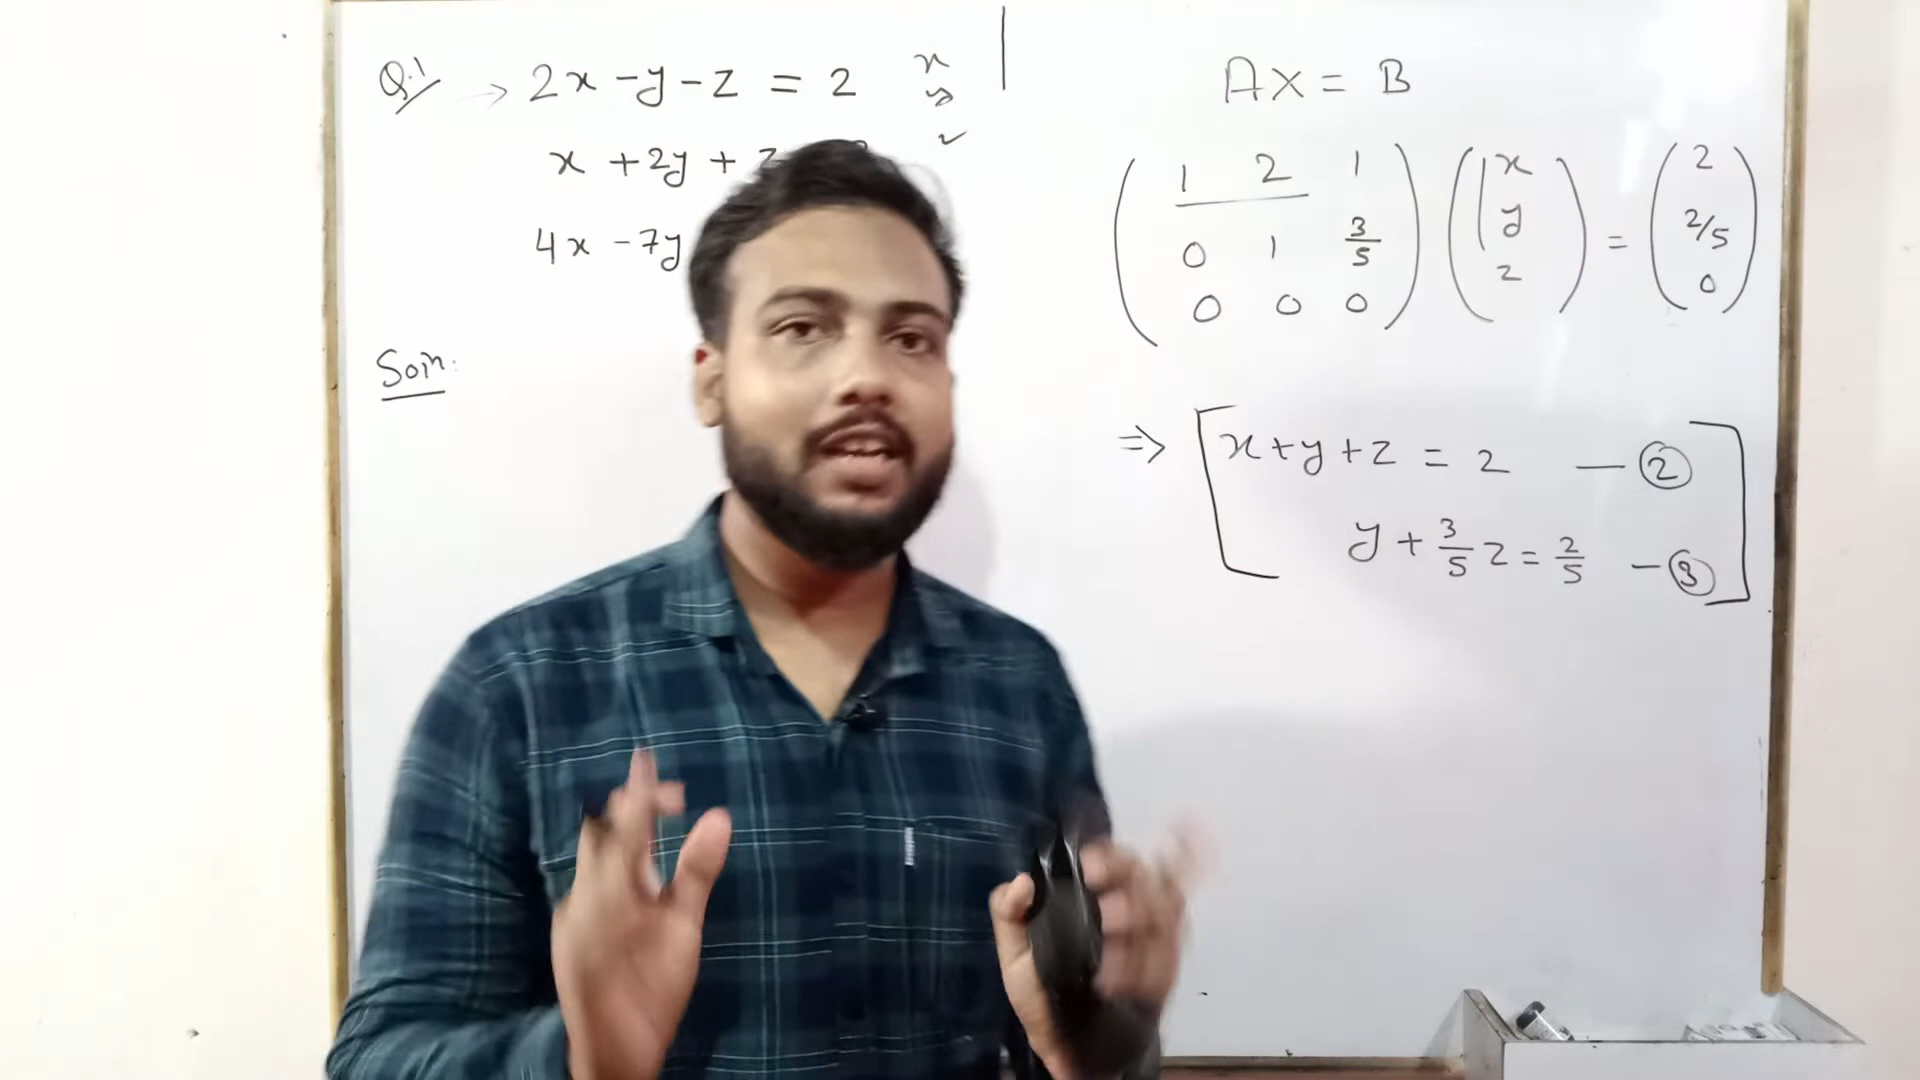 Q.1 → 2x - y - z = 2
x + 2y + z
4x - 7y
Soln:
x
y
z
AX = B
( 1 2 1 ) ( x ) ( 2 )
( 0 1 3/5 ) ( y ) = ( 2/5 )
( 0 0 0 ) ( z ) ( 0 )
⇒ [ x + y + z = 2 — ②
y + 3/5 z = 2/5 — ③ ]